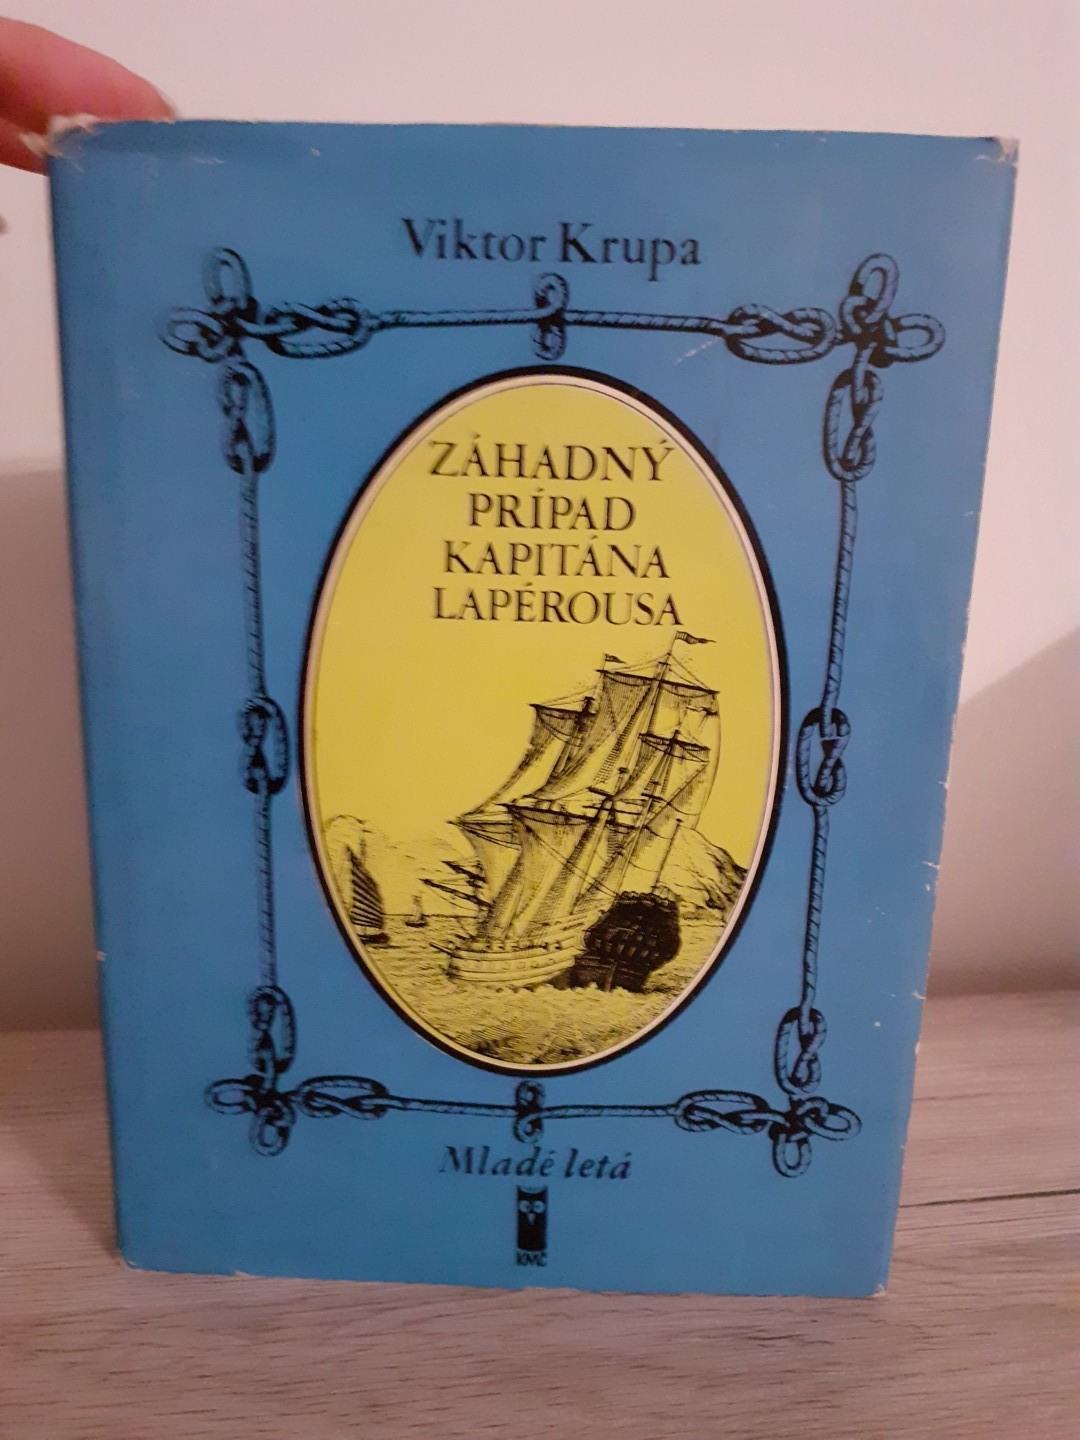 Viktor Krupa
ZÁHADNÝ
PRÍPAD
KAPITÁNA
LAPÉROUSA
Mladé letá
KMČ